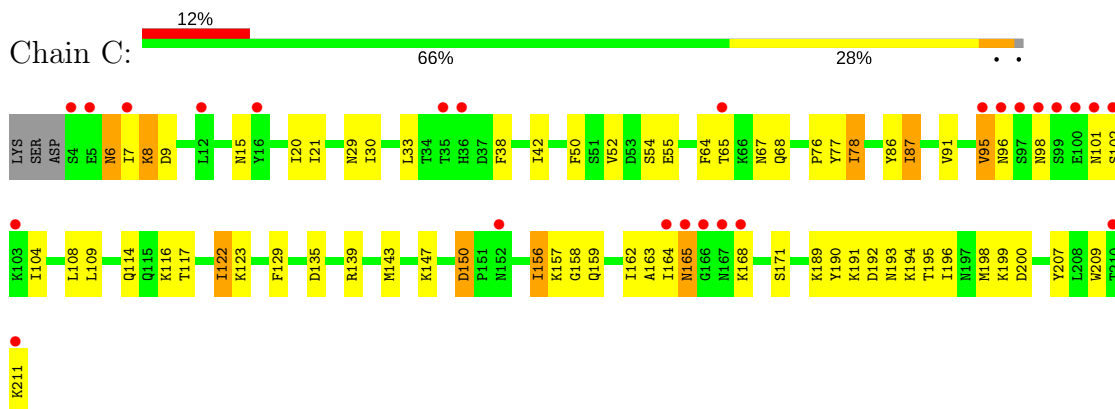 12%
Chain C:
66% 28% . .
LYS SER ASP S4 E5 N6 I7 K8 D9 L12 N15 Y16 I20 I21 N29 I30 L33 T34 T35 H36 D37 F38 I42 F50 S51 V52 D53 S54 E55 F64 T65 K66 N67 Q68 P76 Y77 I78 Y86 I87 V91 V95 N96 S97 N98 S99 E100 N101 S102
K103 I104 L108 L109 Q114 Q115 K116 T117 I122 K123 F129 D135 R139 M143 K147 D150 P151 N152 I156 K157 G158 Q159 I162 A163 I164 N165 G166 N167 K168 S171 K189 Y190 K191 D192 N193 K194 T195 I196 N197 M198 K199 D200 Y207 L208 W209 T210
K211